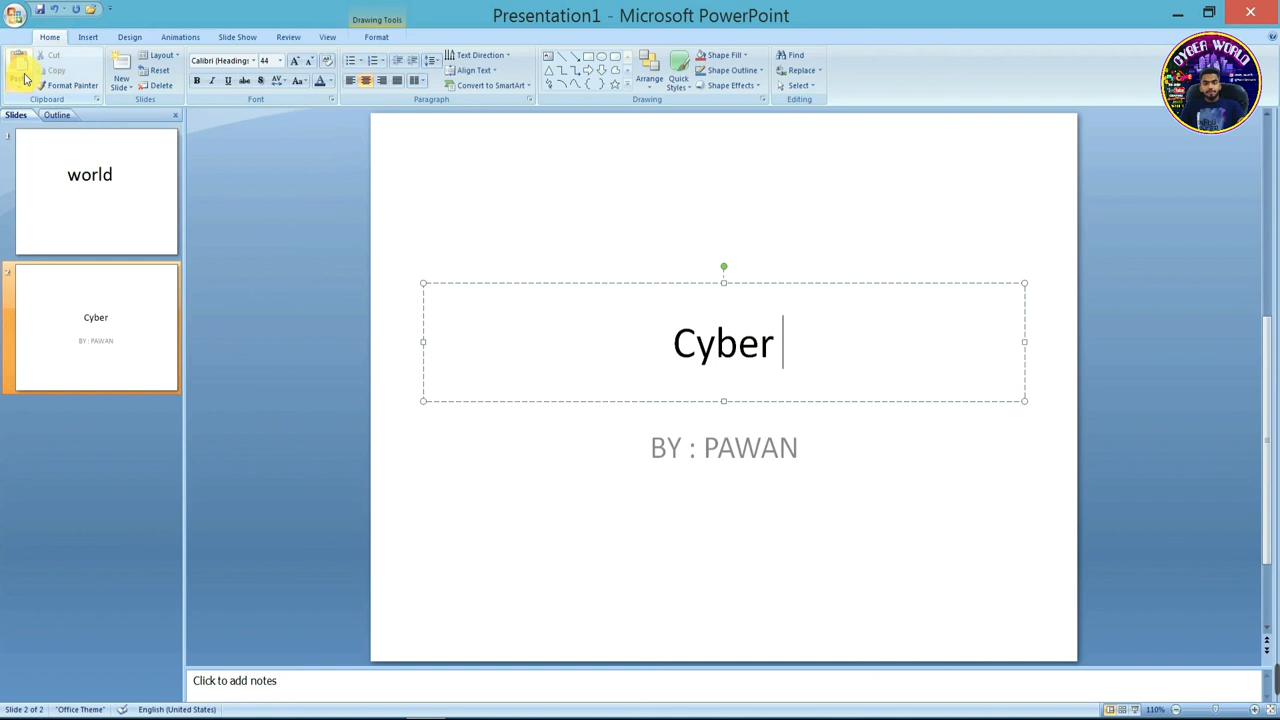 Presentation1 - Microsoft PowerPoint
Drawing Tools
Home Insert Design Animations Slide Show Review View Format
Cut Layout Calibri (Headings) 44 Text Direction Shape Fill Find
Copy Reset Align Text Shape Outline Replace
New Arrange Quick
Format Painter Slides Delete Styles Convert to SmartArt Shape Effects Select
Clipboard Slides Font Paragraph Drawing Editing
CYBER WORLD
Slides Outline
1
world
2
Cyber
BY : PAWAN
Cyber
BY : PAWAN
Click to add notes
Slide 2 of 2 "Office Theme" English (United States) 110%